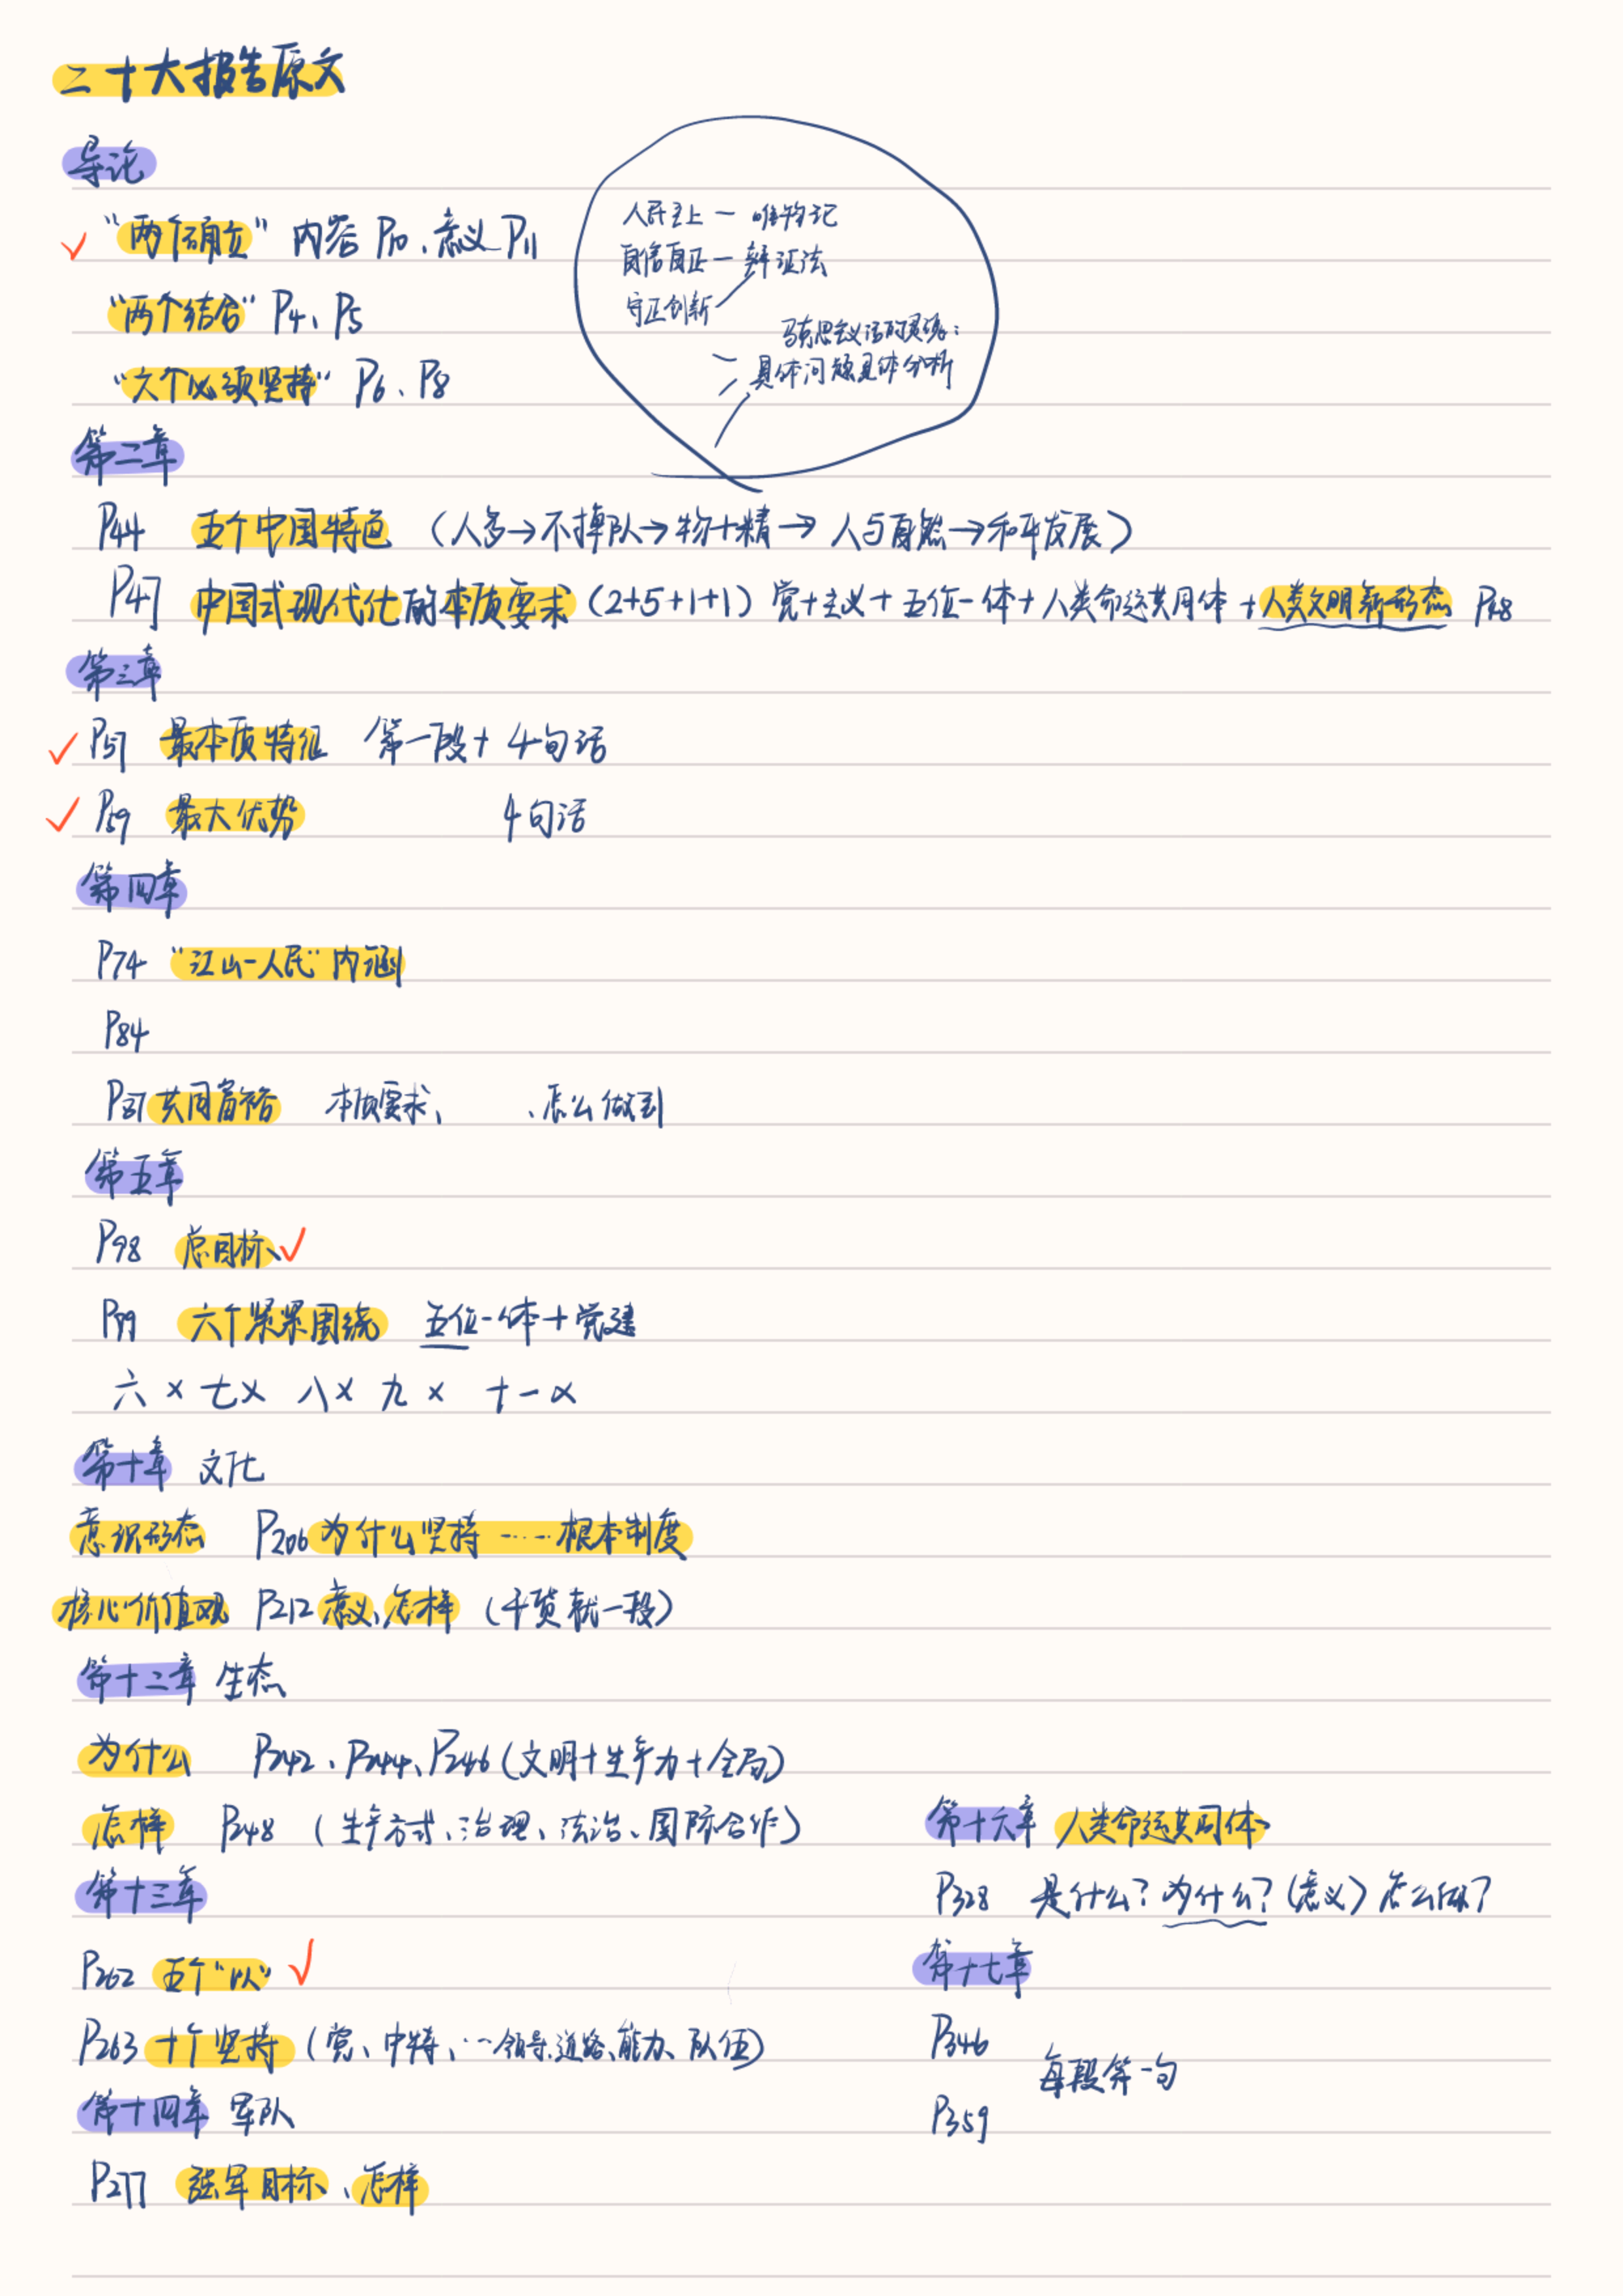 二十大报告原文
导论
"两个确立" 内容 P10、意义 P11
"两个结合" P4、P5
"六个必须坚持" P6、P8
人民至上 — 唯物记
自信自立 — 辩证法
守正创新
马克思主义活的灵魂：
具体问题具体分析
第二章
P44 五个中国特色 （人多→不掉队→物+精→人与自然→和平发展）
P47 中国式现代化的本质要求（2+5+1+1）党+主义+五位一体+人类命运共同体+人类文明新形态 P48
第三章
P57 最本质特征 第一段+4句话
P59 最大优势 4句话
第四章
P74 "江山-人民"内涵
P84
P87 共同富裕 本质要求、 、怎么做到
第五章
P98 总目标
P99 六个紧紧围绕 五位一体+党建
六× 七× 八× 九× 十一×
第十章 文化
意识形态 P206 为什么坚持……根本制度
核心价值观 P212 意义、怎样（干货就一段）
第十二章 生态
为什么 P242、P244、P246（文明+生产力+全局）
怎样 P248 （生产方式、治理、法治、国际合作）
第十三章
P262 五个"以"
P263 十个坚持（党、中特、…领导、道路、能力、队伍）
第十四章 军队
P277 强军目标、怎样
第十六章 人类命运共同体
P328 是什么？为什么？（意义）怎么做？
第十七章
P346
每段第一句
P359